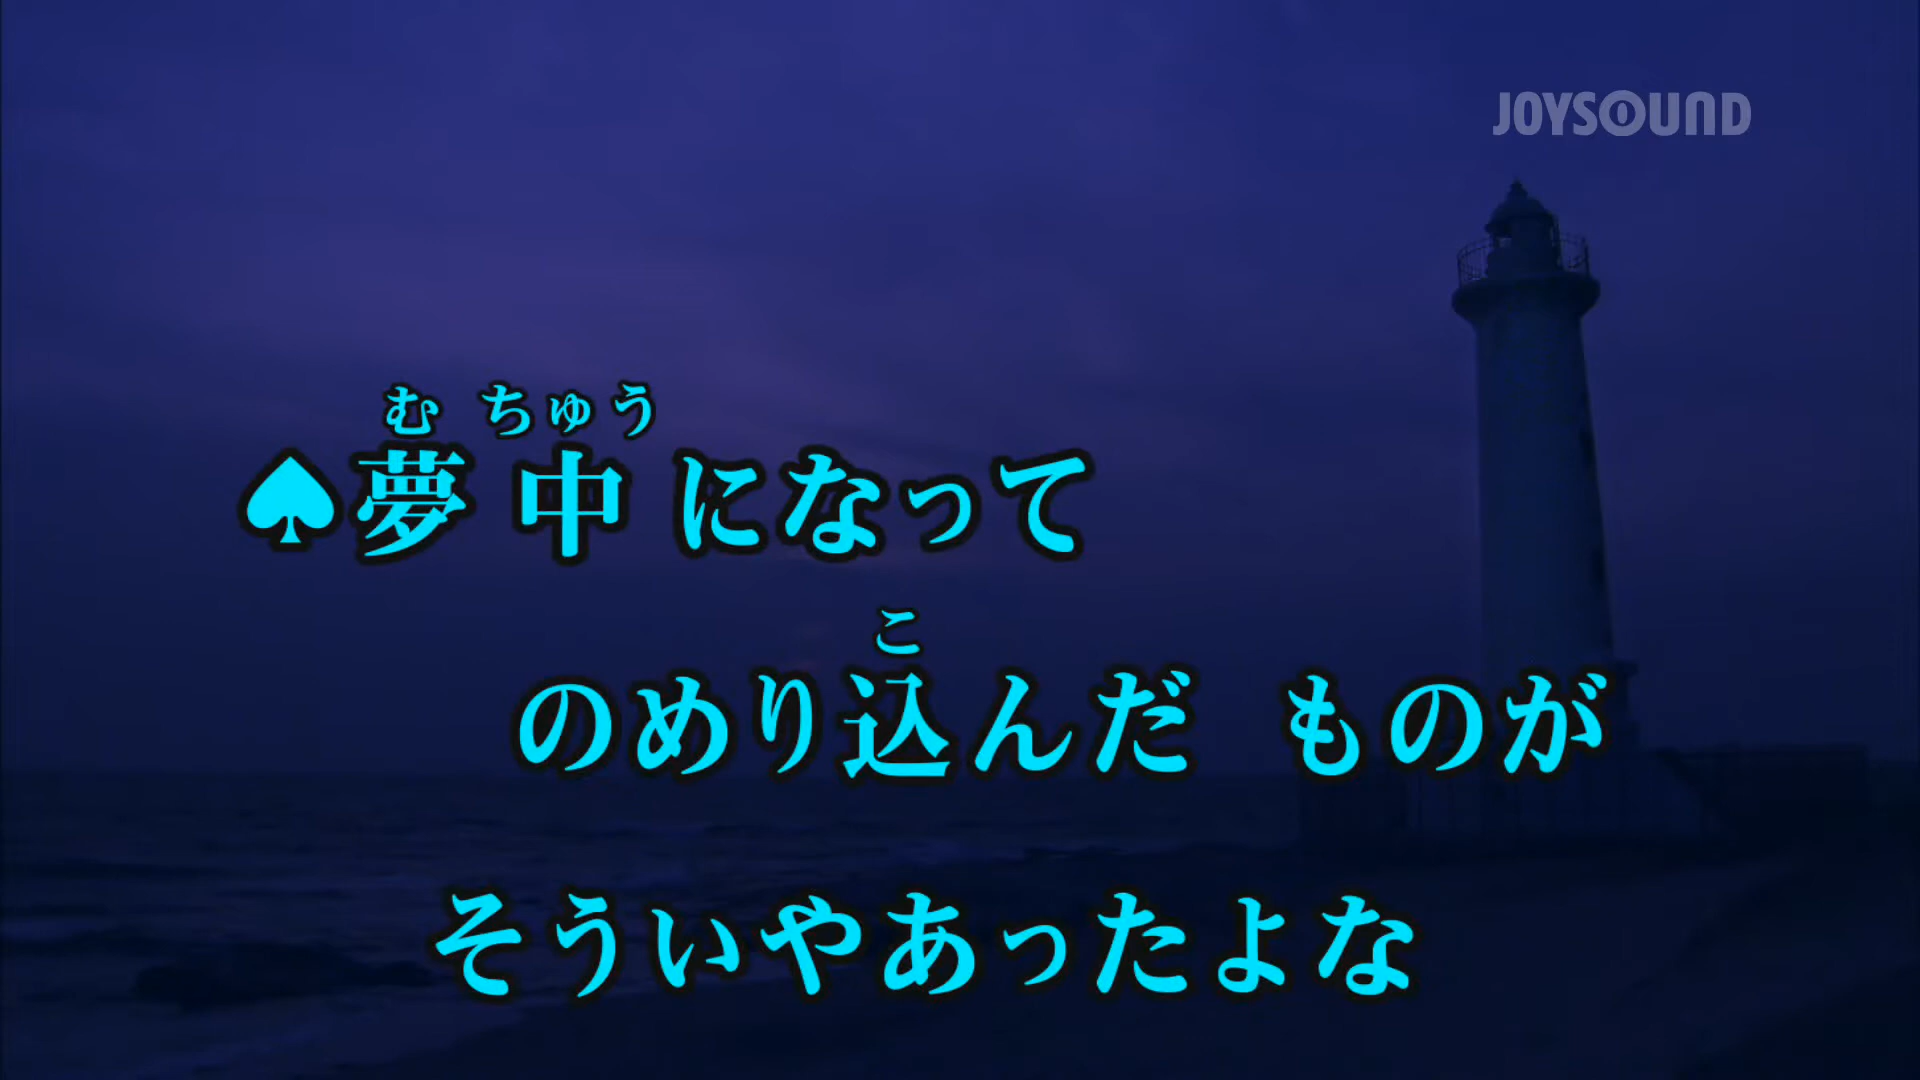 JOYSOUND
む ちゅう
♠夢中になって
こ
のめり込んだ ものが
そういやあったよな